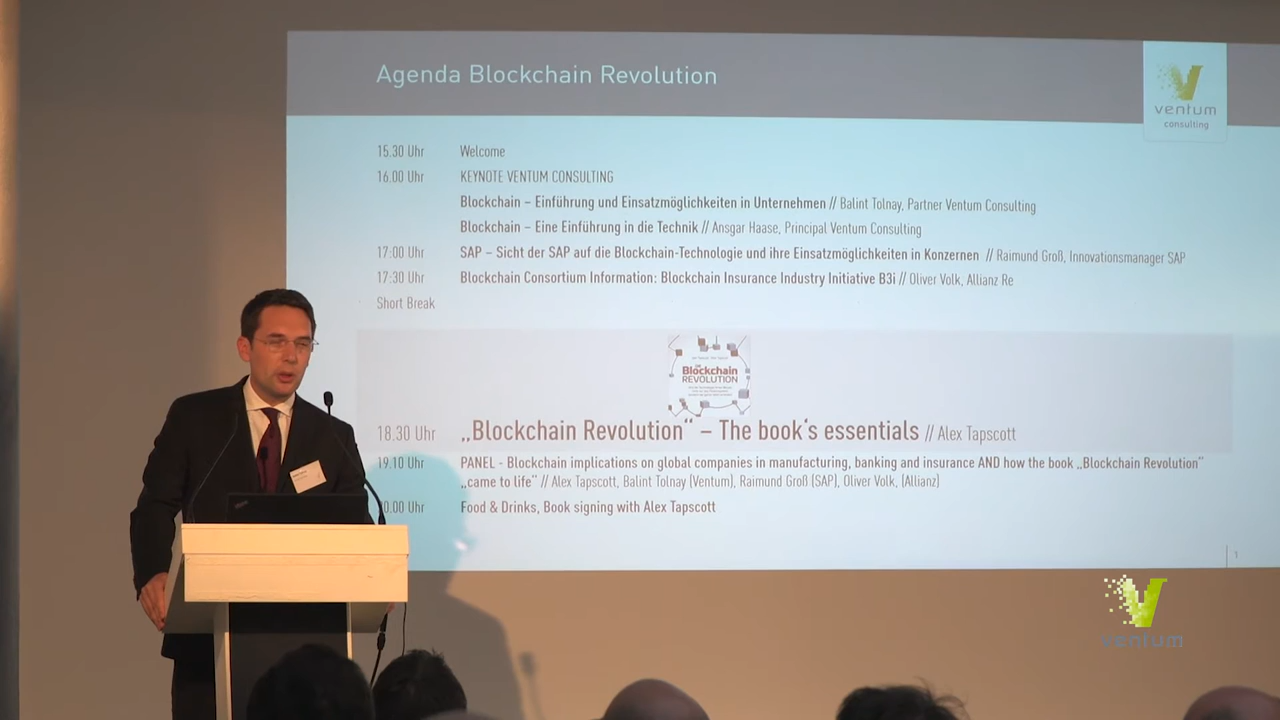 Agenda Blockchain Revolution
ventum
consulting
15.30 Uhr Welcome
16.00 Uhr KEYNOTE VENTUM CONSULTING
Blockchain – Einführung und Einsatzmöglichkeiten in Unternehmen // Balint Tolnay, Partner Ventum Consulting
Blockchain – Eine Einführung in die Technik // Ansgar Haase, Principal Ventum Consulting
17:00 Uhr SAP – Sicht der SAP auf die Blockchain-Technologie und ihre Einsatzmöglichkeiten in Konzernen // Raimund Groß, Innovationsmanager SAP
17:30 Uhr Blockchain Consortium Information: Blockchain Insurance Industry Initiative B3i // Oliver Volk, Allianz Re
Short Break
Blockchain
REVOLUTION
18.30 Uhr „Blockchain Revolution“ – The book‘s essentials // Alex Tapscott
19.10 Uhr PANEL - Blockchain implications on global companies in manufacturing, banking and insurance AND how the book „Blockchain Revolution“
„came to life“ // Alex Tapscott, Balint Tolnay (Ventum), Raimund Groß (SAP), Oliver Volk, (Allianz)
0.00 Uhr Food & Drinks, Book signing with Alex Tapscott
1
ventum